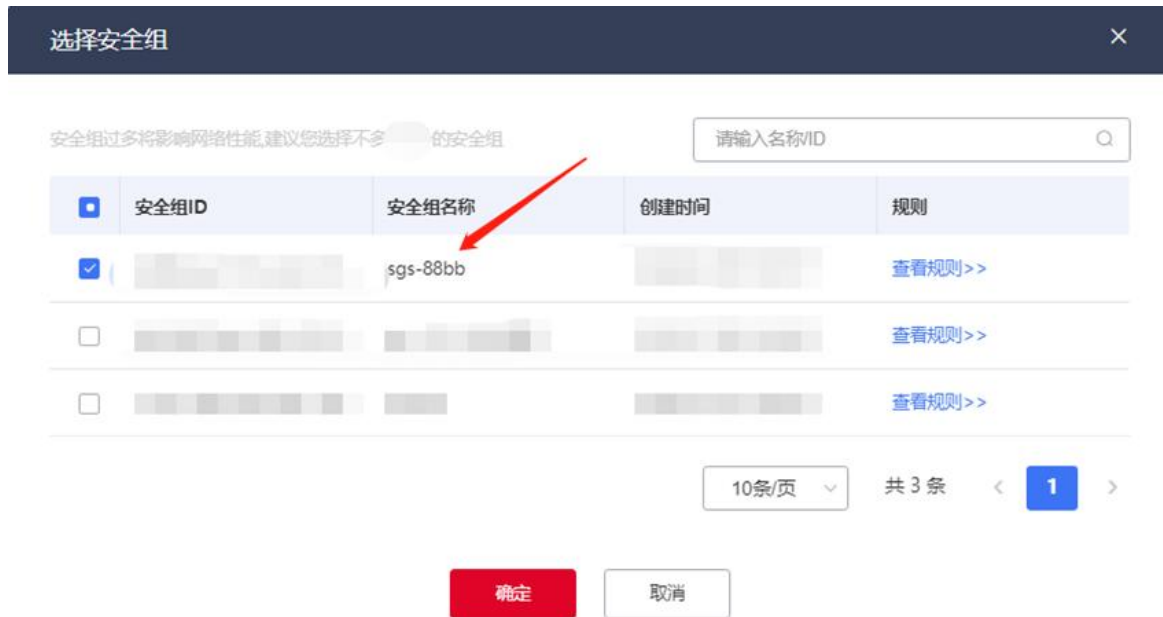 选择安全组
安全组过多将影响网络性能,建议您选择不多 的安全组
请输入名称/ID
安全组ID 安全组名称 创建时间 规则
sgs-88bb 查看规则>>
查看规则>>
查看规则>>
10条/页 共 3 条 < 1 >
确定 取消